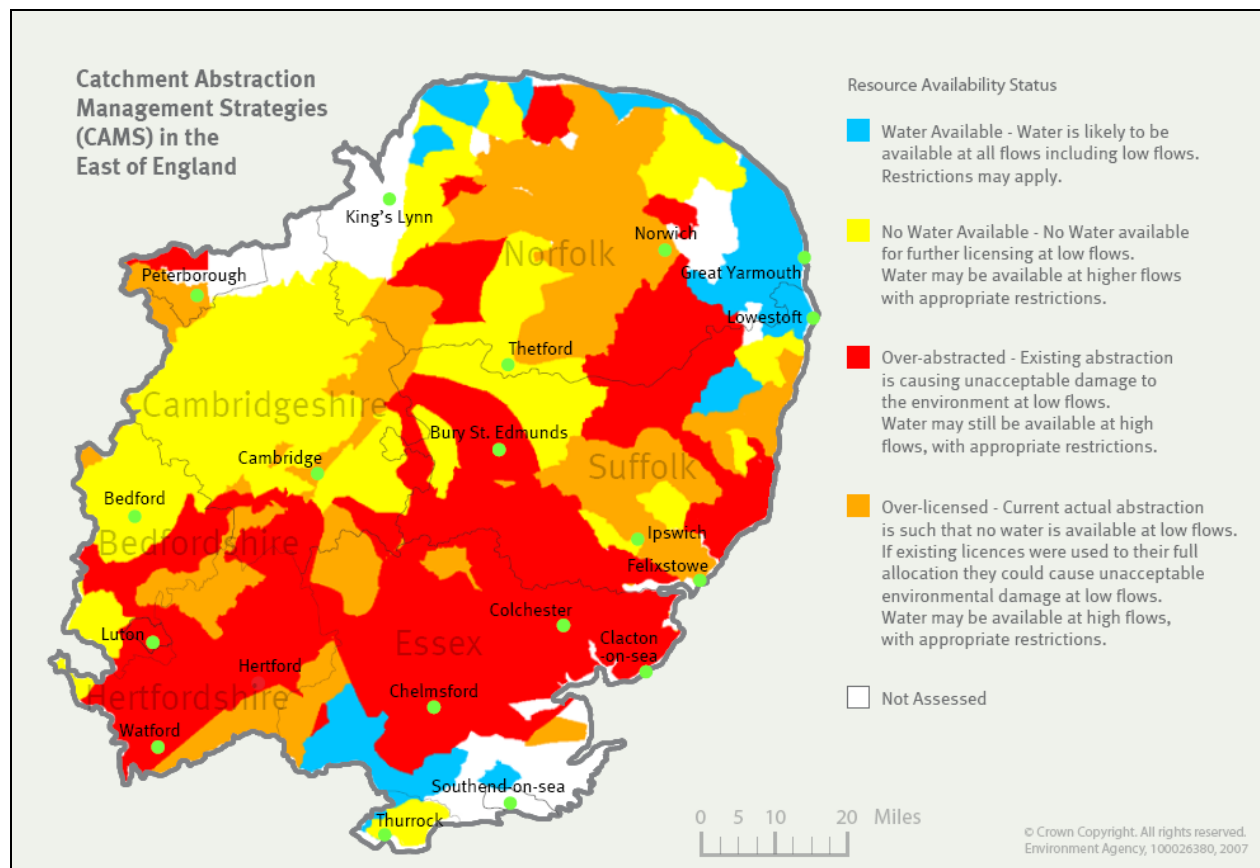 Catchment Abstraction
Management Strategies
(CAMS) in the
East of England
King's Lynn
Peterborough
Norfolk
Norwich
Great Yarmouth
Lowestoft
Thetford
Cambridgeshire
Bury St. Edmunds
Cambridge
Suffolk
Bedford
Bedfordshire
Ipswich
Felixstowe
Colchester
Luton
Essex
Clacton
-on-sea
Hertford
Hertfordshire
Chelmsford
Watford
Southend-on-sea
Thurrock
Resource Availability Status
Water Available - Water is likely to be
available at all flows including low flows.
Restrictions may apply.
No Water Available - No Water available
for further licensing at low flows.
Water may be available at higher flows
with appropriate restrictions.
Over-abstracted - Existing abstraction
is causing unacceptable damage to
the environment at low flows.
Water may still be available at high
flows, with appropriate restrictions.
Over-licensed - Current actual abstraction
is such that no water is available at low flows.
If existing licences were used to their full
allocation they could cause unacceptable
environmental damage at low flows.
Water may be available at high flows,
with appropriate restrictions.
Not Assessed
0 5 10 20 Miles
© Crown Copyright. All rights reserved.
Environment Agency, 100026380, 2007